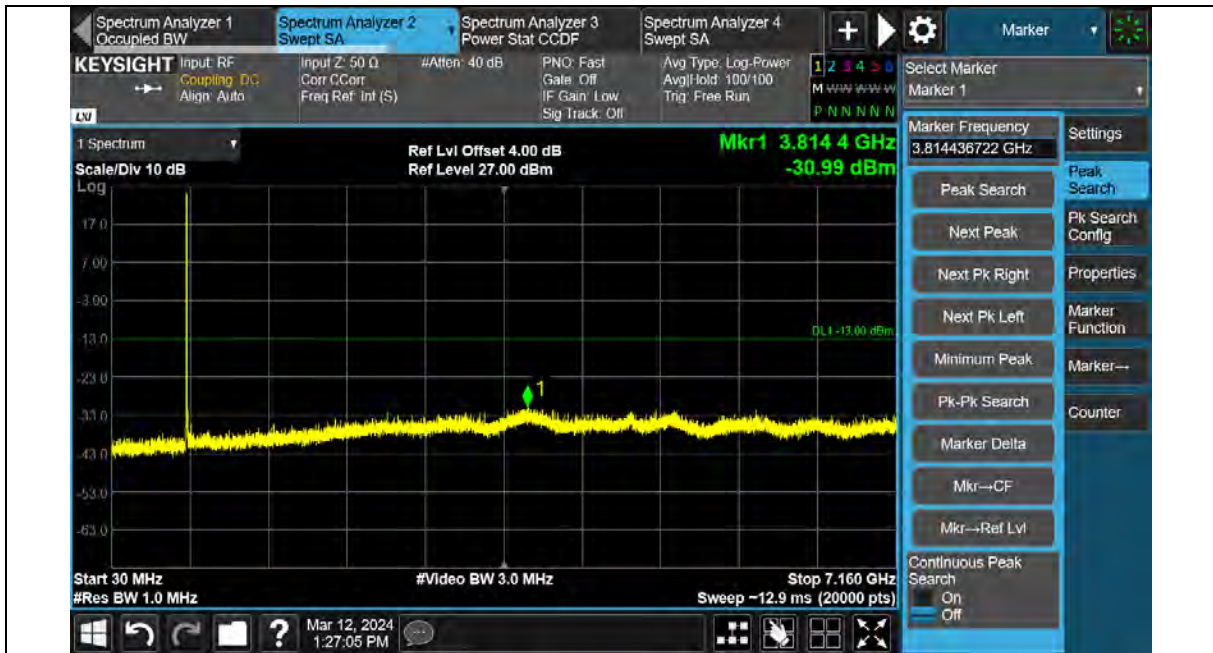 Spectrum Analyzer 1
Occupied BW
Spectrum Analyzer 2
Swept SA
Spectrum Analyzer 3
Power Stat CCDF
Spectrum Analyzer 4
Swept SA
Marker
KEYSIGHT
Input: RF
Coupling: DC
Align: Auto
Input Z: 50 Ω
Corr CCorr
Freq Ref: Int (S)
#Atten: 40 dB
PNO: Fast
Gate: Off
IF Gain: Low
Sig Track: Off
Avg Type: Log-Power
Avg|Hold: 100/100
Trig: Free Run
1 2 3 4 5 6
M W W W W W
P N N N N N
LXI
Select Marker
Marker 1
1 Spectrum
Scale/Div 10 dB
Log
Ref Lvl Offset 4.00 dB
Ref Level 27.00 dBm
Mkr1 3.814 4 GHz
-30.99 dBm
17.0
7.00
-3.00
-13.0
-23.0
-33.0
-43.0
-53.0
-63.0
DL1 -13.00 dBm
1
Start 30 MHz
#Res BW 1.0 MHz
#Video BW 3.0 MHz
Stop 7.160 GHz
Sweep ~12.9 ms (20000 pts)
Marker Frequency
3.814436722 GHz
Peak Search
Next Peak
Next Pk Right
Next Pk Left
Minimum Peak
Pk-Pk Search
Marker Delta
Mkr→CF
Mkr→Ref Lvl
Continuous Peak
Search
On
Off
Settings
Peak
Search
Pk Search
Config
Properties
Marker
Function
Marker→
Counter
?
Mar 12, 2024
1:27:05 PM